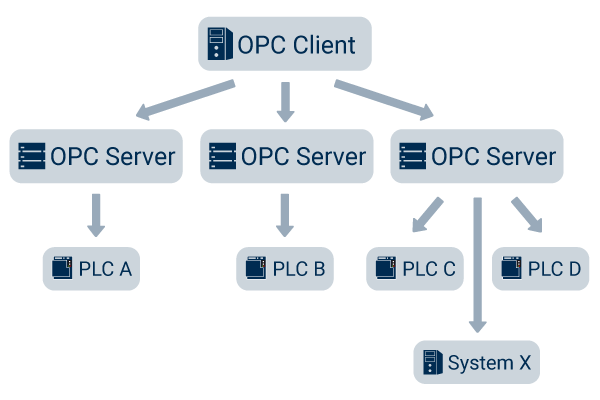 OPC Client
OPC Server
OPC Server
OPC Server
PLC A
PLC B
PLC C
PLC D
System X